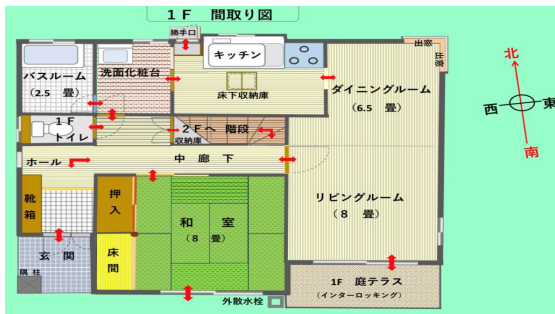 1F 間取り図
勝手口
キッチン
出窓
出窓
バスルーム
(2.5 畳)
洗面化粧台
床下収納庫
ダイニングルーム
(6.5 畳)
北
西
東
南
1F
トイレ
2Fへ 階段
収納庫
ホール
中 廊 下
靴
箱
押
入
和 室
(8 畳)
リビングルーム
(8 畳)
床
間
玄 関
隅 柱
外散水栓
1F 庭テラス
(インターロッキング)